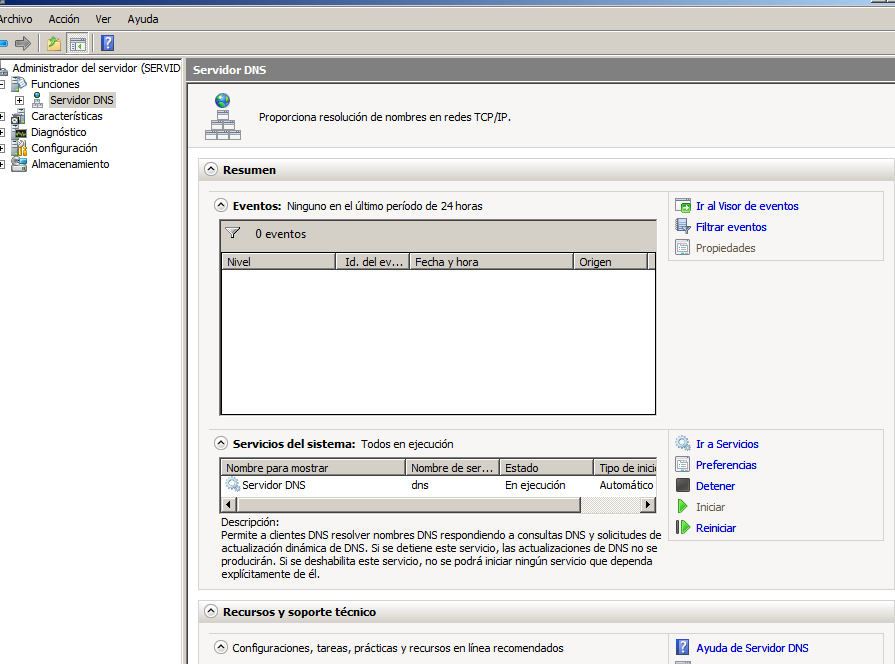 Archivo Acción Ver Ayuda
Administrador del servidor (SERVID
Funciones
Servidor DNS
Características
Diagnóstico
Configuración
Almacenamiento
Servidor DNS
Proporciona resolución de nombres en redes TCP/IP.
Resumen
Eventos: Ninguno en el último período de 24 horas
0 eventos
Nivel Id. del ev... Fecha y hora Origen
Ir al Visor de eventos
Filtrar eventos
Propiedades
Servicios del sistema: Todos en ejecución
Nombre para mostrar Nombre de ser... Estado Tipo de inici
Servidor DNS dns En ejecución Automático
Descripción:
Permite a clientes DNS resolver nombres DNS respondiendo a consultas DNS y solicitudes de
actualización dinámica de DNS. Si se detiene este servicio, las actualizaciones de DNS no se
producirán. Si se deshabilita este servicio, no se podrá iniciar ningún servicio que dependa
explícitamente de él.
Ir a Servicios
Preferencias
Detener
Iniciar
Reiniciar
Recursos y soporte técnico
Configuraciones, tareas, prácticas y recursos en línea recomendados
Ayuda de Servidor DNS